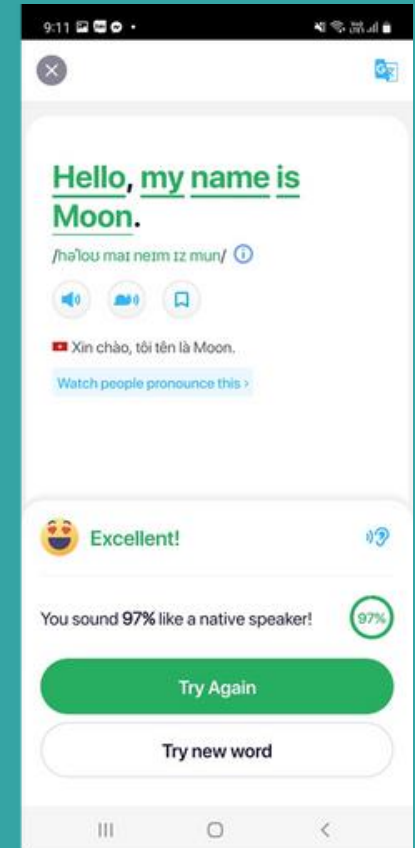 9:11
Hello, my name is
Moon.
/həˈloʊ maɪ neɪm ɪz mun/
Xin chào, tôi tên là Moon.
Watch people pronounce this ›
Excellent!
You sound 97% like a native speaker!
97%
Try Again
Try new word